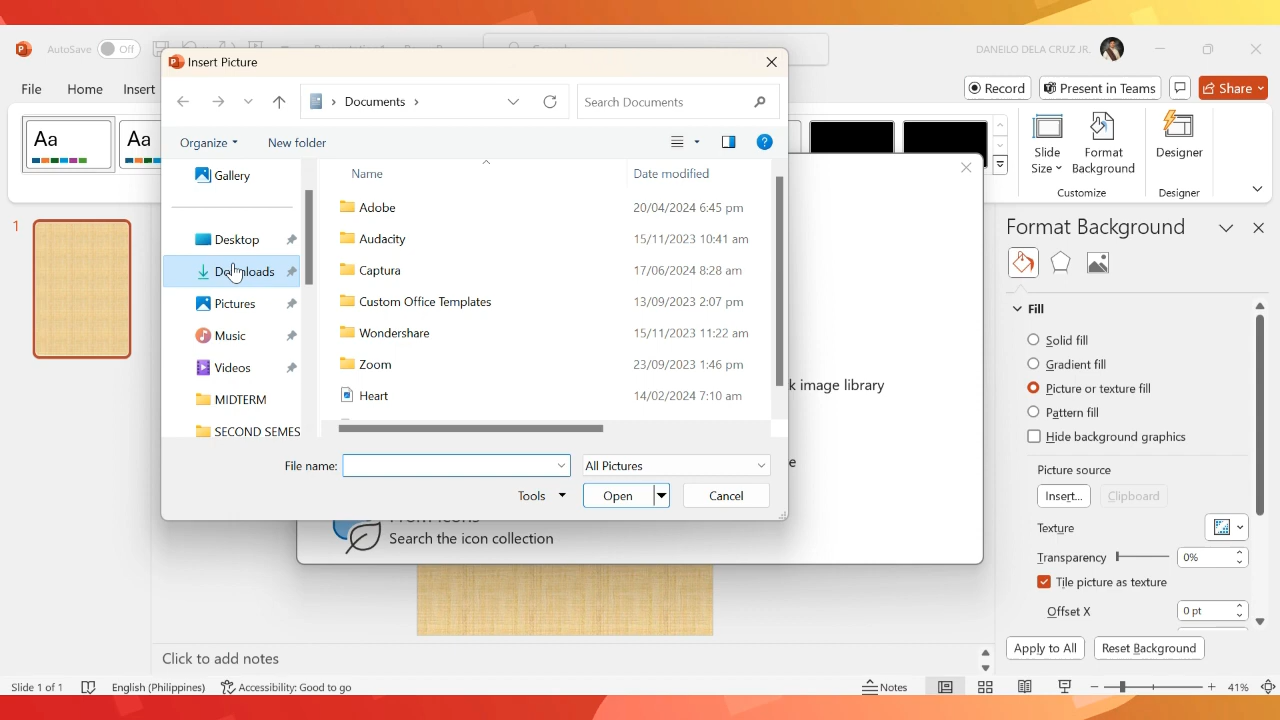 AutoSave Off
DANEILO DELA CRUZ JR.
Insert Picture
File Home Insert
Record Present in Teams Share
Documents
Search Documents
Organize New folder
Aa Aa
Slide Size
Format Background
Designer
Customize Designer
Gallery
Desktop
Downloads
Pictures
Music
Videos
MIDTERM
SECOND SEMES
Name Date modified
Adobe 20/04/2024 6:45 pm
Audacity 15/11/2023 10:41 am
Captura 17/06/2024 8:28 am
Custom Office Templates 13/09/2023 2:07 pm
Wondershare 15/11/2023 11:22 am
Zoom 23/09/2023 1:46 pm
Heart 14/02/2024 7:10 am
File name: All Pictures
Tools Open Cancel
k image library
e
Search the icon collection
1
Format Background
Fill
Solid fill
Gradient fill
Picture or texture fill
Pattern fill
Hide background graphics
Picture source
Insert... Clipboard
Texture
Transparency 0%
Tile picture as texture
Offset X 0 pt
Apply to All Reset Background
Click to add notes
Slide 1 of 1 English (Philippines) Accessibility: Good to go Notes 41%